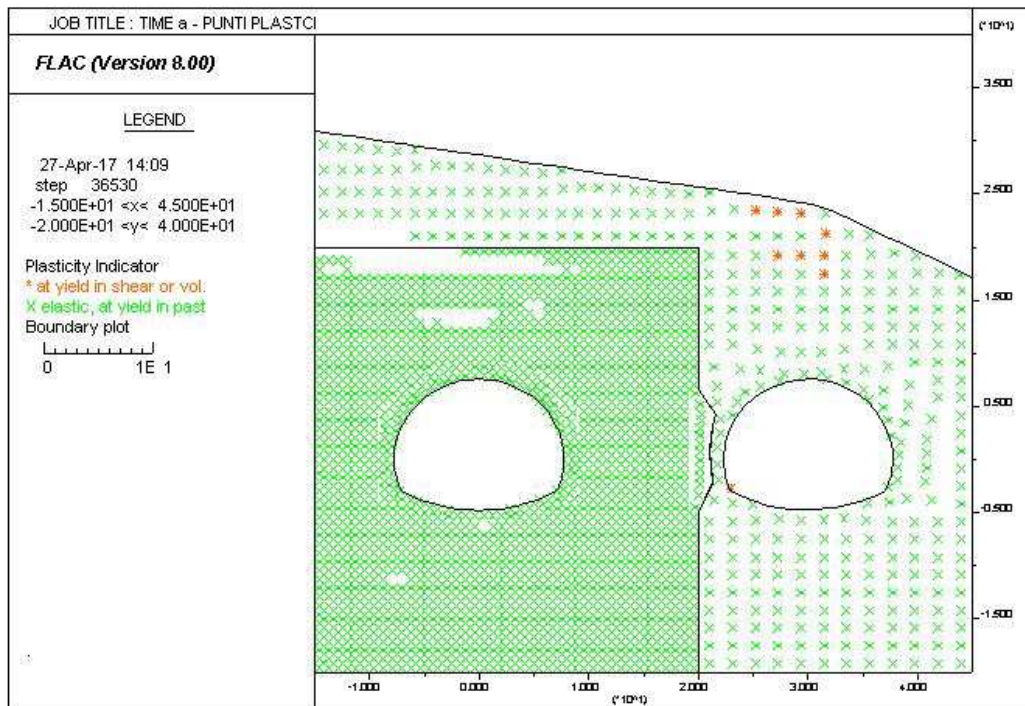 JOB TITLE : TIME a - PUNTI PLASTCI
(*10^1)
FLAC (Version 8.00)
LEGEND
27-Apr-17 14:09
step 36530
-1.500E+01 <x< 4.500E+01
-2.000E+01 <y< 4.000E+01
Plasticity Indicator
* at yield in shear or vol.
X elastic, at yield in past
Boundary plot
0 1E 1
3.500
2.500
1.500
0.500
-0.500
-1.500
-1.000 0.000 1.000 2.000 3.000 4.000
(*10^1)